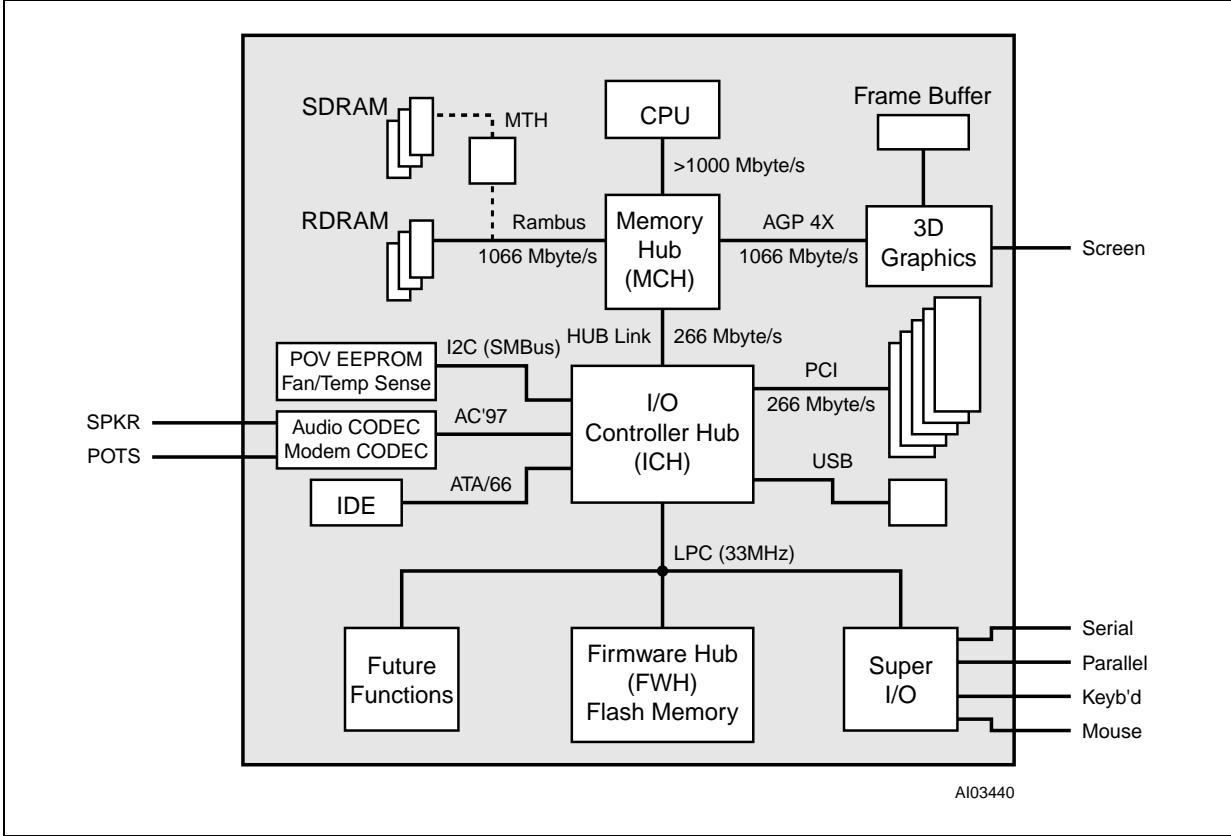 SDRAM
MTH
CPU
Frame Buffer
>1000 Mbyte/s
RDRAM
Rambus
1066 Mbyte/s
Memory
Hub
(MCH)
AGP 4X
1066 Mbyte/s
3D
Graphics
Screen
HUB Link
266 Mbyte/s
POV EEPROM
Fan/Temp Sense
I2C (SMBus)
I/O
Controller Hub
(ICH)
PCI
266 Mbyte/s
SPKR
POTS
Audio CODEC
Modem CODEC
AC'97
USB
IDE
ATA/66
LPC (33MHz)
Future
Functions
Firmware Hub
(FWH)
Flash Memory
Super
I/O
Serial
Parallel
Keyb'd
Mouse
AI03440